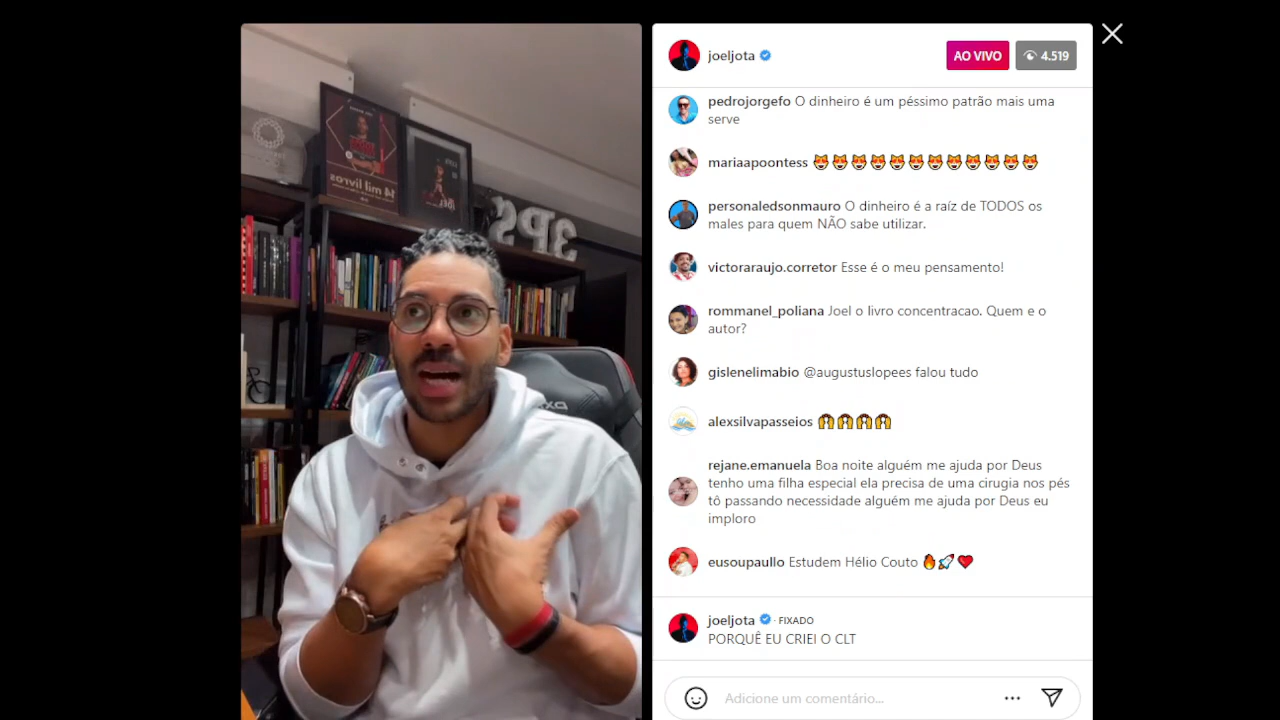 joeljota
AO VIVO
4.519
pedrojorgefo O dinheiro é um péssimo patrão mais uma
serve
mariaapoontess 😻😻😻😻😻😻😻😻😻😻😻😻
personaledsonmauro O dinheiro é a raíz de TODOS os
males para quem NÃO sabe utilizar.
victoraraujo.corretor Esse é o meu pensamento!
rommanel_poliana Joel o livro concentracao. Quem e o
autor?
gislenelimabio @augustuslopees falou tudo
alexsilvapasseios 🙌🙌🙌🙌
rejane.emanuela Boa noite alguém me ajuda por Deus
tenho uma filha especial ela precisa de uma cirugia nos pés
tô passando necessidade alguém me ajuda por Deus eu
imploro
eusoupaullo Estudem Hélio Couto 🔥🚀❤️
joeljota · FIXADO
PORQUÊ EU CRIEI O CLT
Adicione um comentário...
14 mil livros
3PS